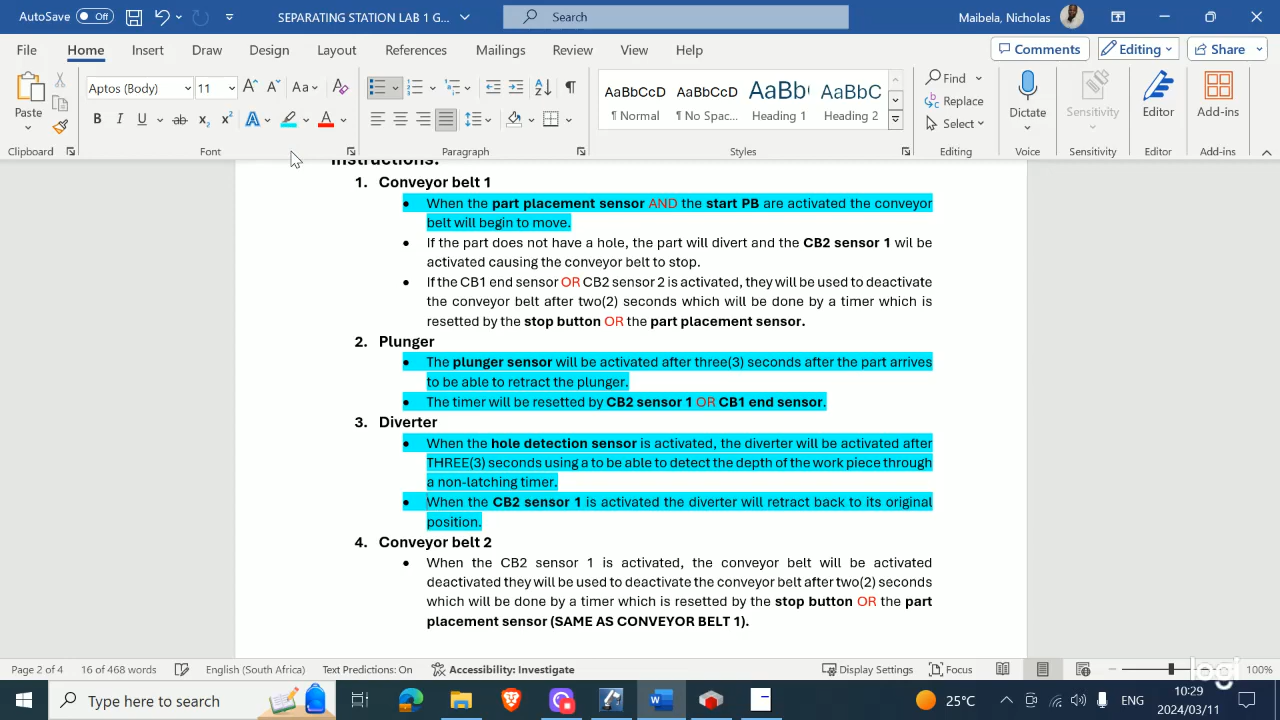 AutoSave Off SEPARATING STATION LAB 1 G... Search Maibela, Nicholas
File Home Insert Draw Design Layout References Mailings Review View Help Comments Editing Share
Aptos (Body) 11 AaBbCcD AaBbCcD AaBb( AaBbC Find
Paste Replace Dictate Sensitivity Editor Add-ins
¶ Normal ¶ No Spac... Heading 1 Heading 2 Select
Clipboard Font Paragraph Styles Editing Voice Sensitivity Editor Add-ins
Instructions:
1. Conveyor belt 1
• When the part placement sensor AND the start PB are activated the conveyor
belt will begin to move.
• If the part does not have a hole, the part will divert and the CB2 sensor 1 wil be
activated causing the conveyor belt to stop.
• If the CB1 end sensor OR CB2 sensor 2 is activated, they will be used to deactivate
the conveyor belt after two(2) seconds which will be done by a timer which is
resetted by the stop button OR the part placement sensor.
2. Plunger
• The plunger sensor will be activated after three(3) seconds after the part arrives
to be able to retract the plunger.
• The timer will be resetted by CB2 sensor 1 OR CB1 end sensor.
3. Diverter
• When the hole detection sensor is activated, the diverter will be activated after
THREE(3) seconds using a to be able to detect the depth of the work piece through
a non-latching timer.
• When the CB2 sensor 1 is activated the diverter will retract back to its original
position.
4. Conveyor belt 2
• When the CB2 sensor 1 is activated, the conveyor belt will be activated
deactivated they will be used to deactivate the conveyor belt after two(2) seconds
which will be done by a timer which is resetted by the stop button OR the part
placement sensor (SAME AS CONVEYOR BELT 1).
Page 2 of 4 16 of 468 words English (South Africa) Text Predictions: On Accessibility: Investigate Display Settings Focus 100%
logi
Type here to search 25°C ENG 10:29
2024/03/11